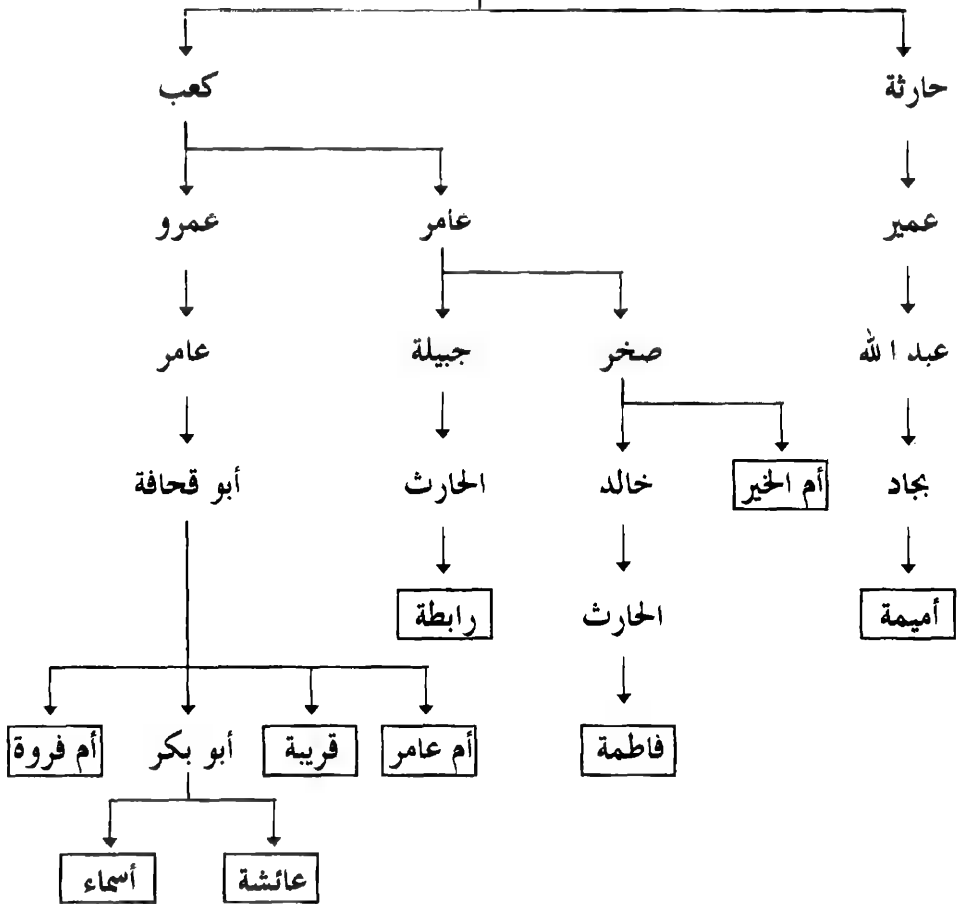 حارثة كعب
عمير عامر عمرو
عبد الله صخر جبيلة عامر
بجاد أم الخير خالد الحارث أبو قحافة
أميمة الحارث رابطة
فاطمة أم عامر قريبة أبو بكر أم فروة
عائشة أسماء